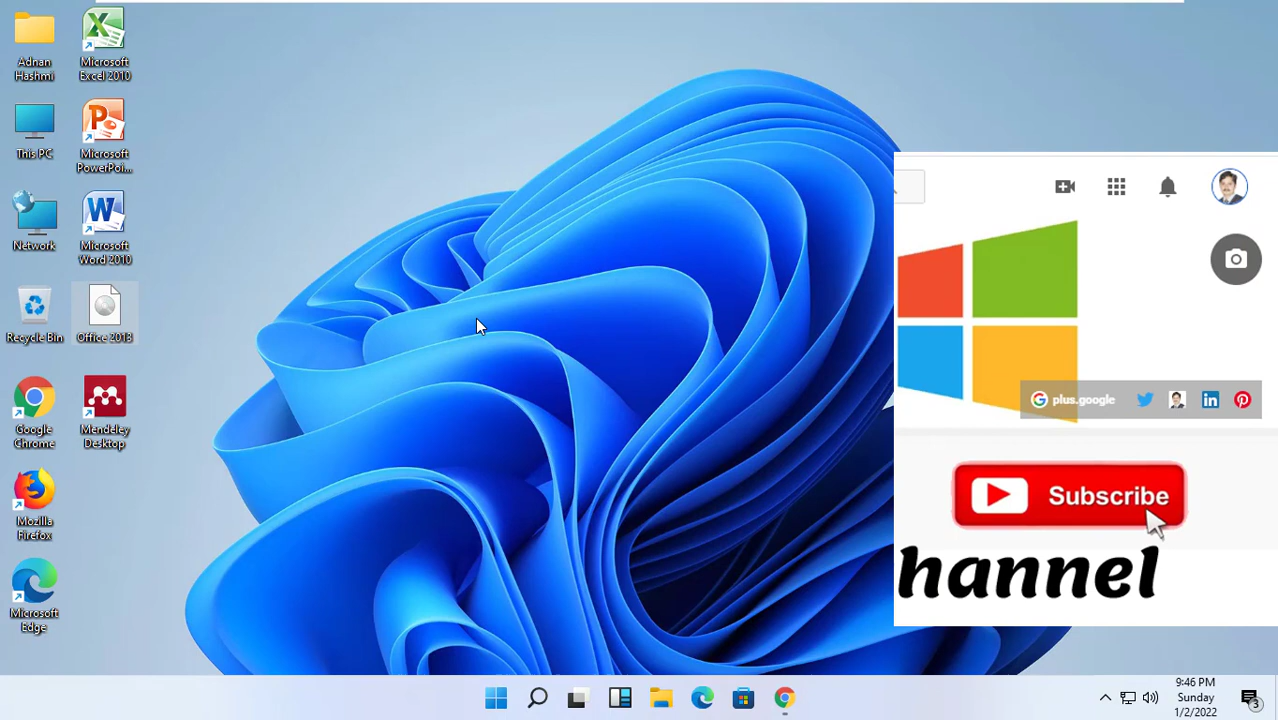 Adnan
Hashmi
Microsoft
Excel 2010
This PC
Microsoft
PowerPoi...
Network
Microsoft
Word 2010
Recycle Bin
Office 2013
Google
Chrome
Mendeley
Desktop
Mozilla
Firefox
Microsoft
Edge
plus.google
Subscribe
hannel
9:46 PM
Sunday
1/2/2022
3